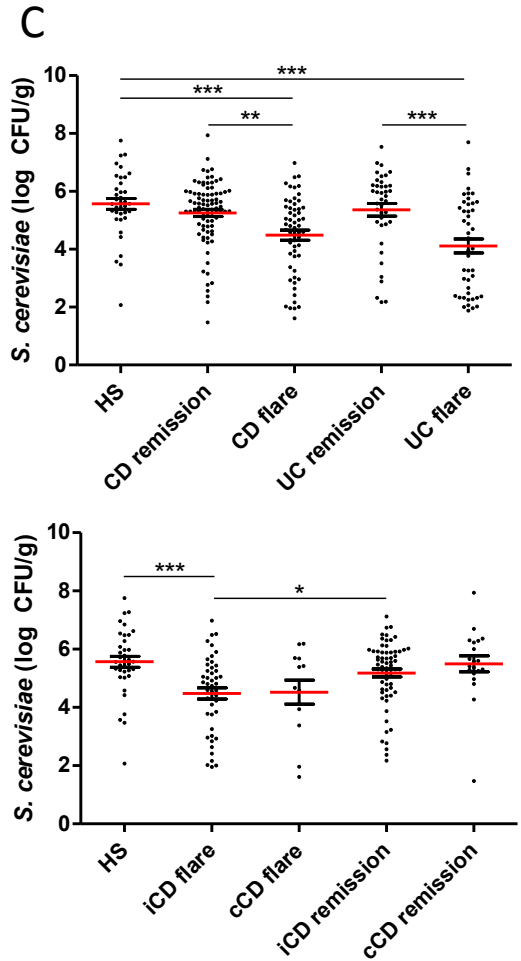 C
S. cerevisiae (log CFU/g)
10
8
6
4
2
0
***
***
**
***
HS
CD remission
CD flare
UC remission
UC flare
S. cerevisiae (log CFU/g)
10
8
6
4
2
0
***
*
HS
iCD flare
cCD flare
iCD remission
cCD remission